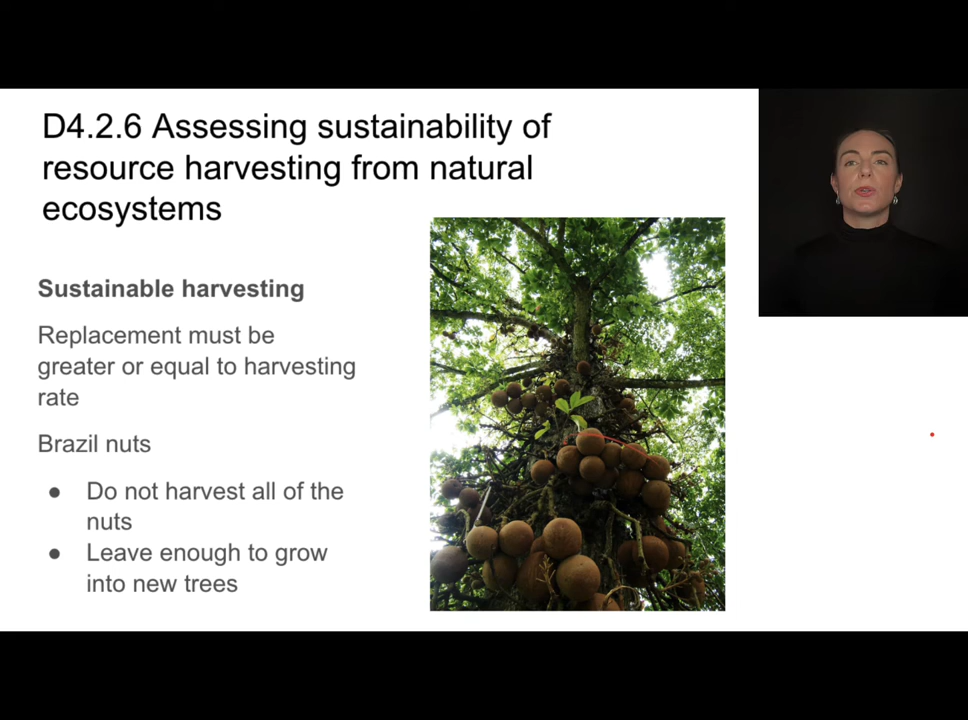 D4.2.6 Assessing sustainability of
resource harvesting from natural
ecosystems
Sustainable harvesting
Replacement must be
greater or equal to harvesting
rate
Brazil nuts
● Do not harvest all of the
nuts
● Leave enough to grow
into new trees